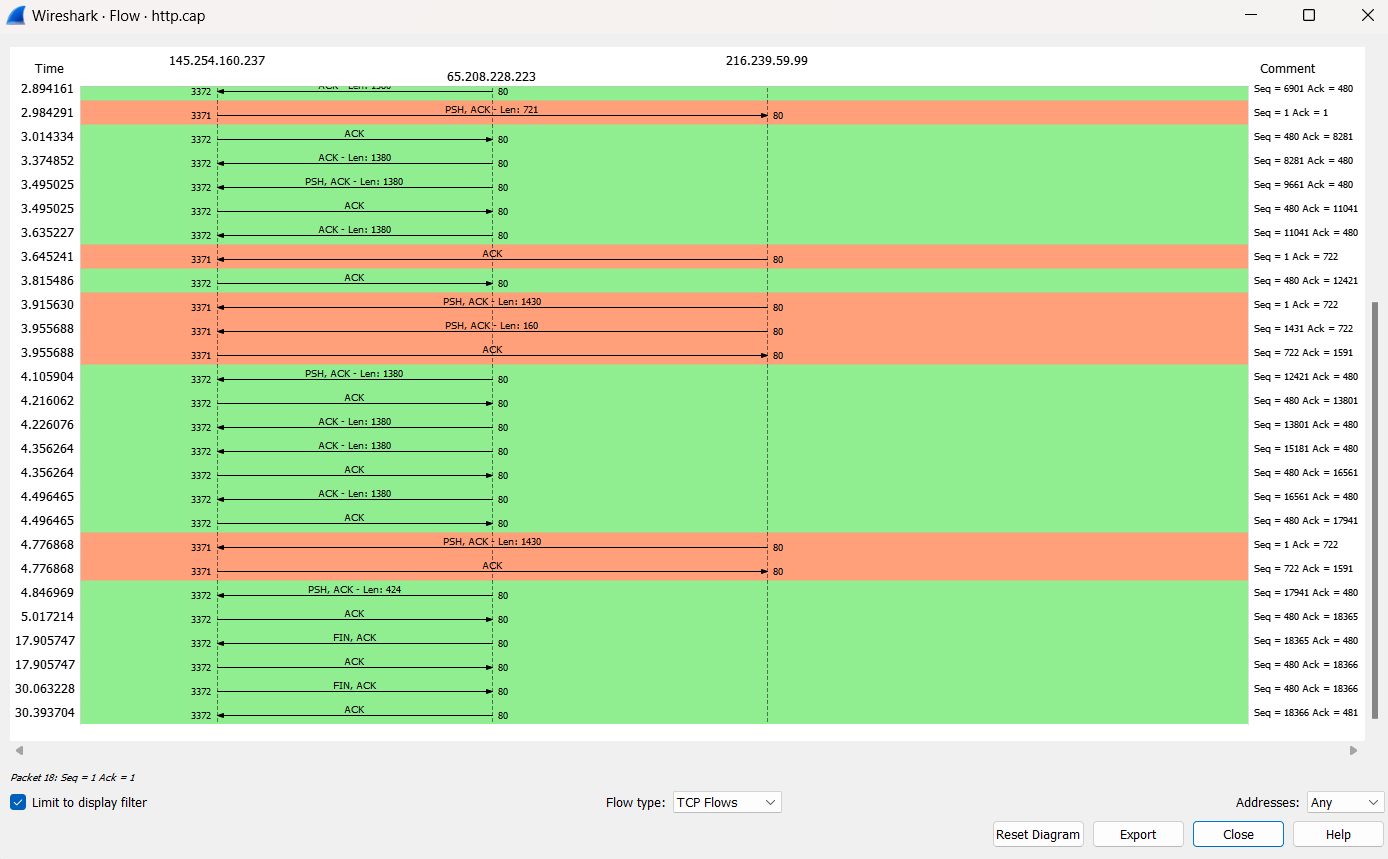 Wireshark · Flow · http.cap
145.254.160.237 216.239.59.99
Time 65.208.228.223 Comment
2.894161 3372 ACK - Len: 1380 80 Seq = 6901 Ack = 480
2.984291 3371 PSH, ACK - Len: 721 80 Seq = 1 Ack = 1
3.014334 3372 ACK 80 Seq = 480 Ack = 8281
3.374852 3372 ACK - Len: 1380 80 Seq = 8281 Ack = 480
3.495025 3372 PSH, ACK - Len: 1380 80 Seq = 9661 Ack = 480
3.495025 3372 ACK 80 Seq = 480 Ack = 11041
3.635227 3372 ACK - Len: 1380 80 Seq = 11041 Ack = 480
3.645241 3371 ACK 80 Seq = 1 Ack = 722
3.815486 3372 ACK 80 Seq = 480 Ack = 12421
3.915630 3371 PSH, ACK - Len: 1430 80 Seq = 1 Ack = 722
3.955688 3371 PSH, ACK - Len: 160 80 Seq = 1431 Ack = 722
3.955688 3371 ACK 80 Seq = 722 Ack = 1591
4.105904 3372 PSH, ACK - Len: 1380 80 Seq = 12421 Ack = 480
4.216062 3372 ACK 80 Seq = 480 Ack = 13801
4.226076 3372 ACK - Len: 1380 80 Seq = 13801 Ack = 480
4.356264 3372 ACK - Len: 1380 80 Seq = 15181 Ack = 480
4.356264 3372 ACK 80 Seq = 480 Ack = 16561
4.496465 3372 ACK - Len: 1380 80 Seq = 16561 Ack = 480
4.496465 3372 ACK 80 Seq = 480 Ack = 17941
4.776868 3371 PSH, ACK - Len: 1430 80 Seq = 1 Ack = 722
4.776868 3371 ACK 80 Seq = 722 Ack = 1591
4.846969 3372 PSH, ACK - Len: 424 80 Seq = 17941 Ack = 480
5.017214 3372 ACK 80 Seq = 480 Ack = 18365
17.905747 3372 FIN, ACK 80 Seq = 18365 Ack = 480
17.905747 3372 ACK 80 Seq = 480 Ack = 18366
30.063228 3372 FIN, ACK 80 Seq = 480 Ack = 18366
30.393704 3372 ACK 80 Seq = 18366 Ack = 481
Packet 18: Seq = 1 Ack = 1
Limit to display filter Flow type: TCP Flows Addresses: Any
Reset Diagram Export Close Help